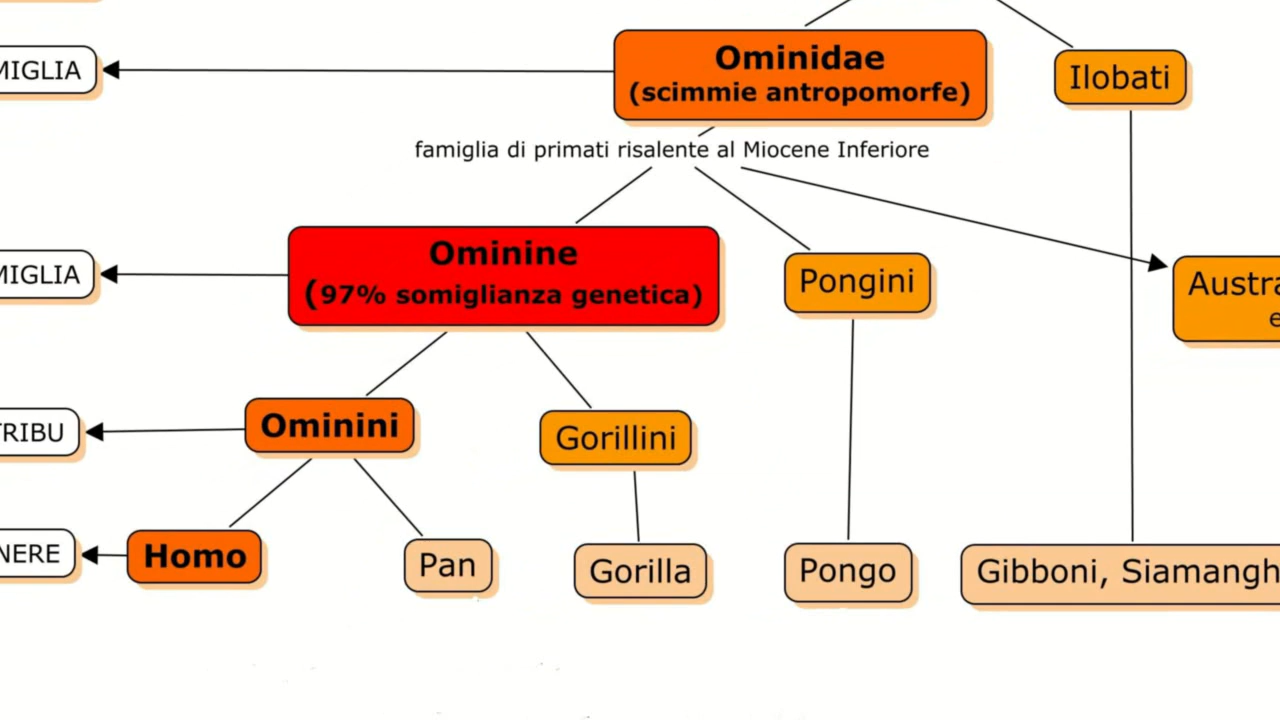 MIGLIA
Ominidae
(scimmie antropomorfe)
Ilobati
famiglia di primati risalente al Miocene Inferiore
MIGLIA
Ominine
(97% somiglianza genetica)
Pongini
Austra
e
TRIBU
Ominini
Gorillini
NERE
Homo
Pan
Gorilla
Pongo
Gibboni, Siamangh